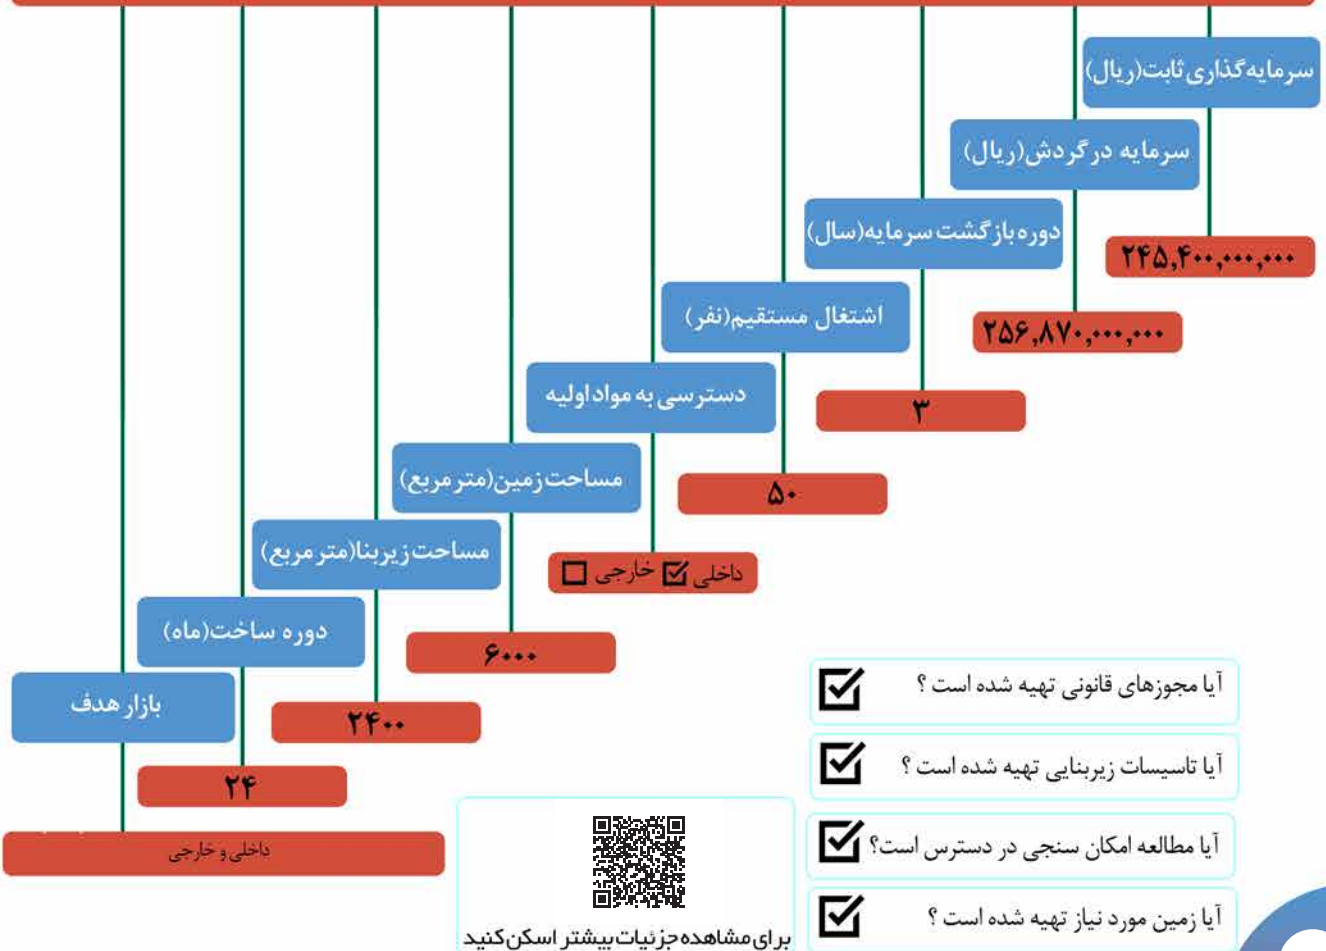 سرمایه‌گذاری ثابت(ریال)
۲۴۵,۴۰۰,۰۰۰,۰۰۰
سرمایه در گردش(ریال)
۲۵۶,۸۷۰,۰۰۰,۰۰۰
دوره بازگشت سرمایه(سال)
۳
اشتغال مستقیم(نفر)
۵۰
دسترسی به مواد اولیه
داخلی ☑ خارجی ☐
مساحت زمین(متر مربع)
۶۰۰۰
مساحت زیربنا(متر مربع)
۲۴۰۰
دوره ساخت(ماه)
۲۴
بازار هدف
داخلی و خارجی
آیا مجوزهای قانونی تهیه شده است ؟ ☑
آیا تاسیسات زیربنایی تهیه شده است ؟ ☑
آیا مطالعه امکان سنجی در دسترس است؟ ☑
آیا زمین مورد نیاز تهیه شده است ؟ ☑
برای مشاهده جزئیات بیشتر اسکن کنید